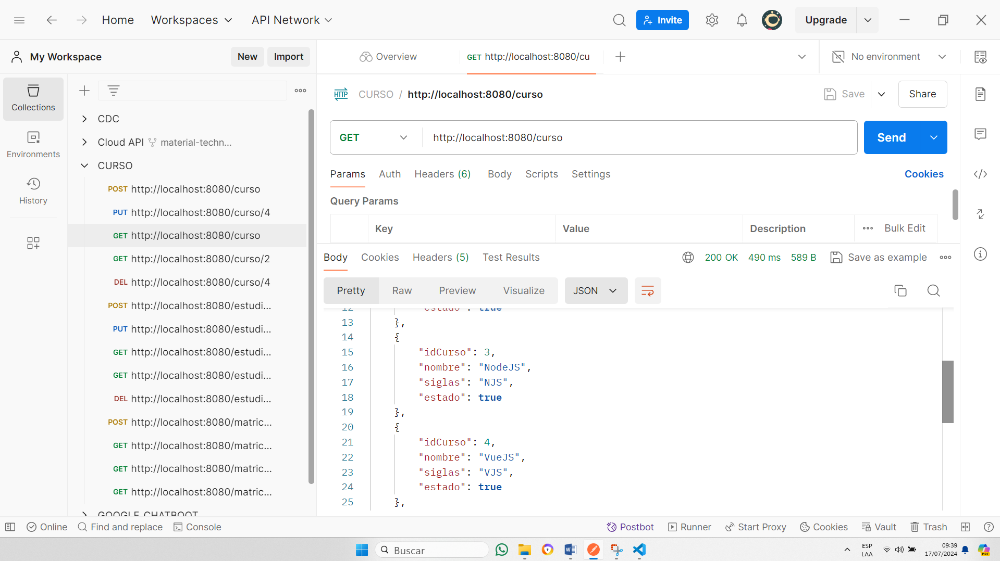 Home Workspaces API Network Invite Upgrade
My Workspace New Import
Overview GET http://localhost:8080/cu No environment
Collections
Environments
History
CDC
Cloud API material-techn...
CURSO
POST http://localhost:8080/curso
PUT http://localhost:8080/curso/4
GET http://localhost:8080/curso
GET http://localhost:8080/curso/2
DEL http://localhost:8080/curso/4
POST http://localhost:8080/estudi...
PUT http://localhost:8080/estudi...
GET http://localhost:8080/estudi...
GET http://localhost:8080/estudi...
DEL http://localhost:8080/estudi...
POST http://localhost:8080/matric...
GET http://localhost:8080/matric...
GET http://localhost:8080/matric...
GET http://localhost:8080/matric...
GOOGLE CHATBOOT
HTTP CURSO / http://localhost:8080/curso Save Share
GET http://localhost:8080/curso Send
Params Auth Headers (6) Body Scripts Settings Cookies
Query Params
Key Value Description Bulk Edit
Body Cookies Headers (5) Test Results 200 OK 490 ms 589 B Save as example
Pretty Raw Preview Visualize JSON
12 "estado": true
13 },
14 {
15 "idCurso": 3,
16 "nombre": "NodeJS",
17 "siglas": "NJS",
18 "estado": true
19 },
20 {
21 "idCurso": 4,
22 "nombre": "VueJS",
23 "siglas": "VJS",
24 "estado": true
25 },
Online Find and replace Console Postbot Runner Start Proxy Cookies Vault Trash
Buscar ESP LAA 09:39 17/07/2024 PRE